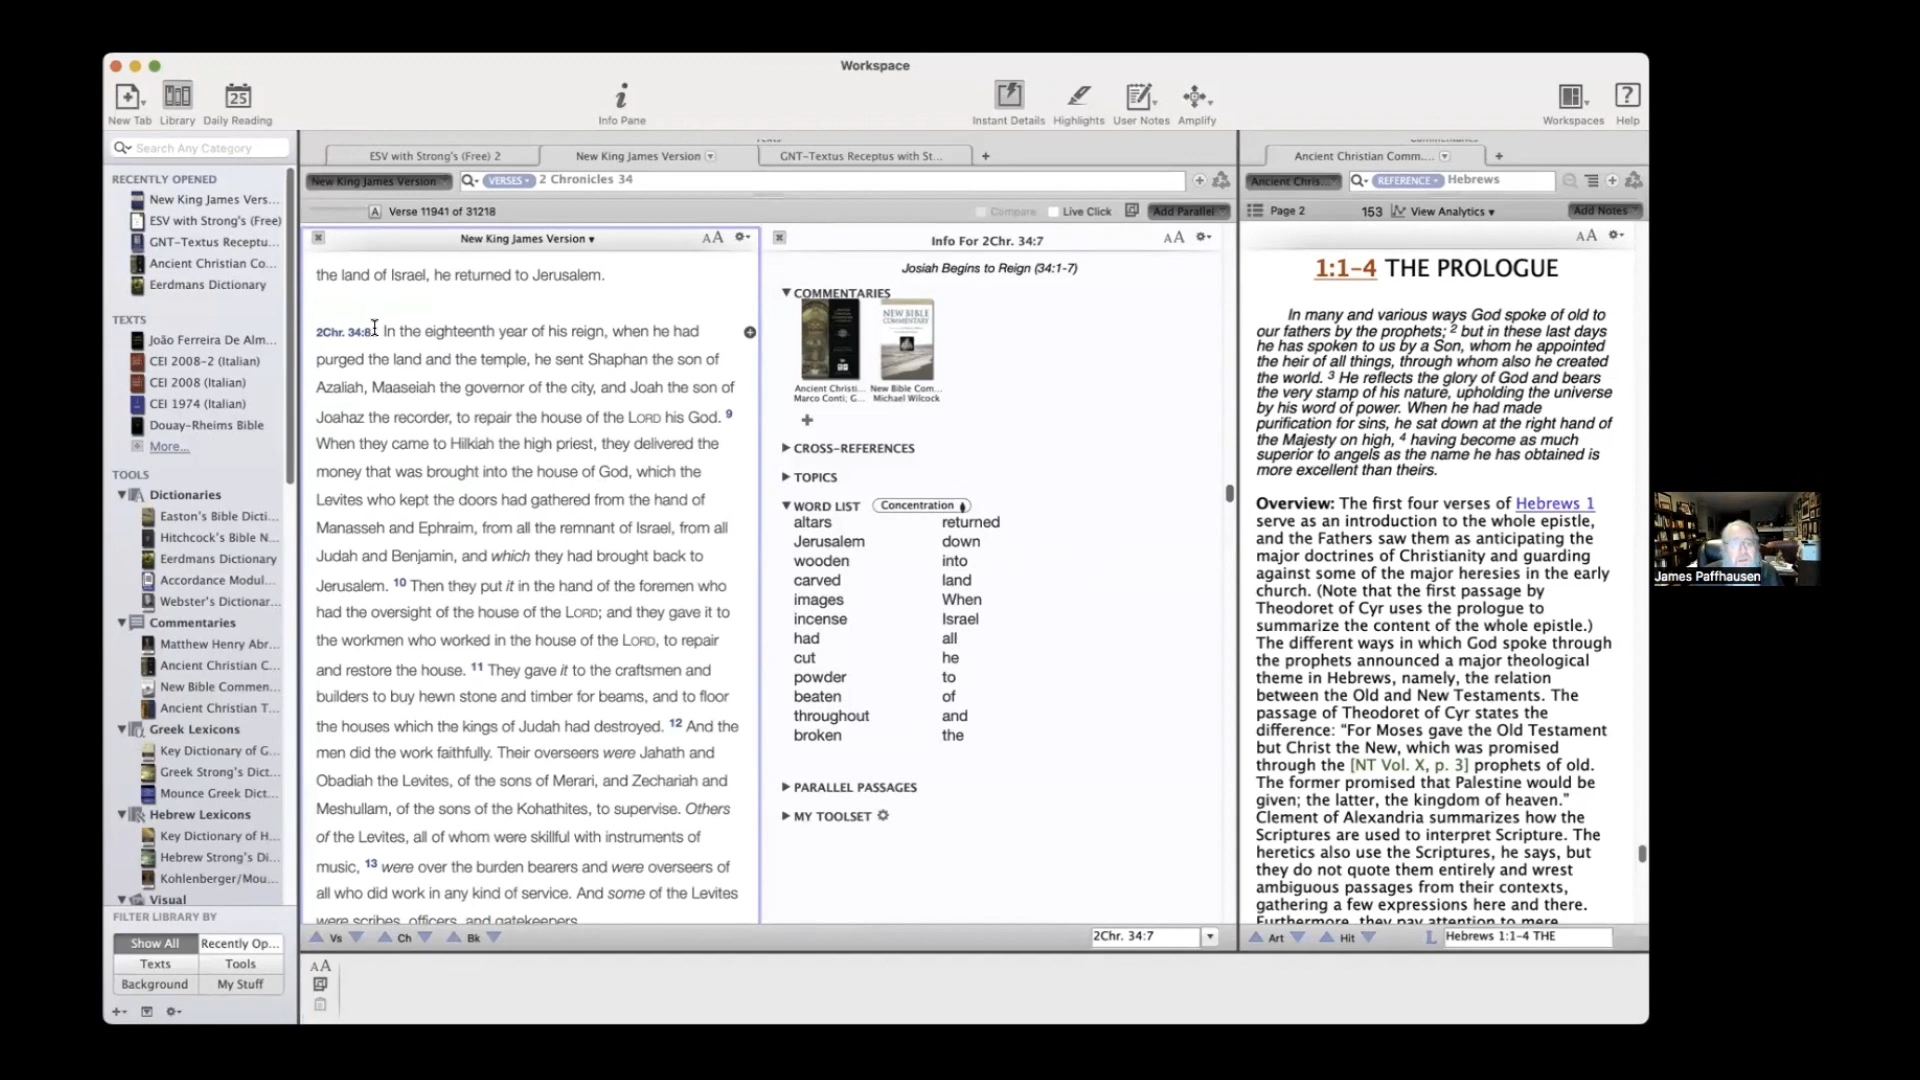 Workspace
New Tab Library Daily Reading
25
Info Pane
Instant Details Highlights User Notes Amplify
Workspaces Help
Search Any Category
RECENTLY OPENED
New King James Vers...
ESV with Strong's (Free)
GNT-Textus Receptu...
Ancient Christian Co...
Eerdmans Dictionary
TEXTS
João Ferreira De Alm...
CEI 2008-2 (Italian)
CEI 2008 (Italian)
CEI 1974 (Italian)
Douay-Rheims Bible
More...
TOOLS
Dictionaries
Easton's Bible Dicti...
Hitchcock's Bible N...
Eerdmans Dictionary
Accordance Modul...
Webster's Dictionar...
Commentaries
Matthew Henry Abr...
Ancient Christian C...
New Bible Commen...
Ancient Christian T...
Greek Lexicons
Key Dictionary of G...
Greek Strong's Dict...
Mounce Greek Dict...
Hebrew Lexicons
Key Dictionary of H...
Hebrew Strong's Di...
Kohlenberger/Mou...
Visual
FILTER LIBRARY BY
Show All Recently Op...
Texts Tools
Background My Stuff
ESV with Strong's (Free) 2 New King James Version GNT-Textus Receptus with St...
New King James Version VERSES 2 Chronicles 34
A Verse 11941 of 31218 Compare Live Click Add Parallel
New King James Version AA
the land of Israel, he returned to Jerusalem.
2Chr. 34:8 In the eighteenth year of his reign, when he had
purged the land and the temple, he sent Shaphan the son of
Azaliah, Maaseiah the governor of the city, and Joah the son of
Joahaz the recorder, to repair the house of the LORD his God. 9
When they came to Hilkiah the high priest, they delivered the
money that was brought into the house of God, which the
Levites who kept the doors had gathered from the hand of
Manasseh and Ephraim, from all the remnant of Israel, from all
Judah and Benjamin, and which they had brought back to
Jerusalem. 10 Then they put it in the hand of the foremen who
had the oversight of the house of the LORD; and they gave it to
the workmen who worked in the house of the LORD, to repair
and restore the house. 11 They gave it to the craftsmen and
builders to buy hewn stone and timber for beams, and to floor
the houses which the kings of Judah had destroyed. 12 And the
men did the work faithfully. Their overseers were Jahath and
Obadiah the Levites, of the sons of Merari, and Zechariah and
Meshullam, of the sons of the Kohathites, to supervise. Others
of the Levites, all of whom were skillful with instruments of
music, 13 were over the burden bearers and were overseers of
all who did work in any kind of service. And some of the Levites
were scribes, officers, and gatekeepers.
Vs Ch Bk
AA
Info For 2Chr. 34:7 AA
Josiah Begins to Reign (34:1-7)
COMMENTARIES
NEW BIBLE
COMMENTARY
Ancient Christi... New Bible Com...
Marco Conti, G... Michael Wilcock
CROSS-REFERENCES
TOPICS
WORD LIST Concentration
altars returned
Jerusalem down
wooden into
carved land
images When
incense Israel
had all
cut he
powder to
beaten of
throughout and
broken the
PARALLEL PASSAGES
MY TOOLSET
2Chr. 34:7
Ancient Christian Comm....
Ancient Chris... REFERENCE Hebrews
Page 2 153 View Analytics Add Notes
AA
1:1–4 THE PROLOGUE
In many and various ways God spoke of old to
our fathers by the prophets; 2 but in these last days
he has spoken to us by a Son, whom he appointed
the heir of all things, through whom also he created
the world. 3 He reflects the glory of God and bears
the very stamp of his nature, upholding the universe
by his word of power. When he had made
purification for sins, he sat down at the right hand of
the Majesty on high, 4 having become as much
superior to angels as the name he has obtained is
more excellent than theirs.
Overview: The first four verses of Hebrews 1
serve as an introduction to the whole epistle,
and the Fathers saw them as anticipating the
major doctrines of Christianity and guarding
against some of the major heresies in the early
church. (Note that the first passage by
Theodoret of Cyr uses the prologue to
summarize the content of the whole epistle.)
The different ways in which God spoke through
the prophets announced a major theological
theme in Hebrews, namely, the relation
between the Old and New Testaments. The
passage of Theodoret of Cyr states the
difference: "For Moses gave the Old Testament
but Christ the New, which was promised
through the [NT Vol. X, p. 3] prophets of old.
The former promised that Palestine would be
given; the latter, the kingdom of heaven."
Clement of Alexandria summarizes how the
Scriptures are used to interpret Scripture. The
heretics also use the Scriptures, he says, but
they do not quote them entirely and wrest
ambiguous passages from their contexts,
gathering a few expressions here and there.
Furthermore, they pay attention to mere
Art Hit L Hebrews 1:1-4 THE
James Paffhausen